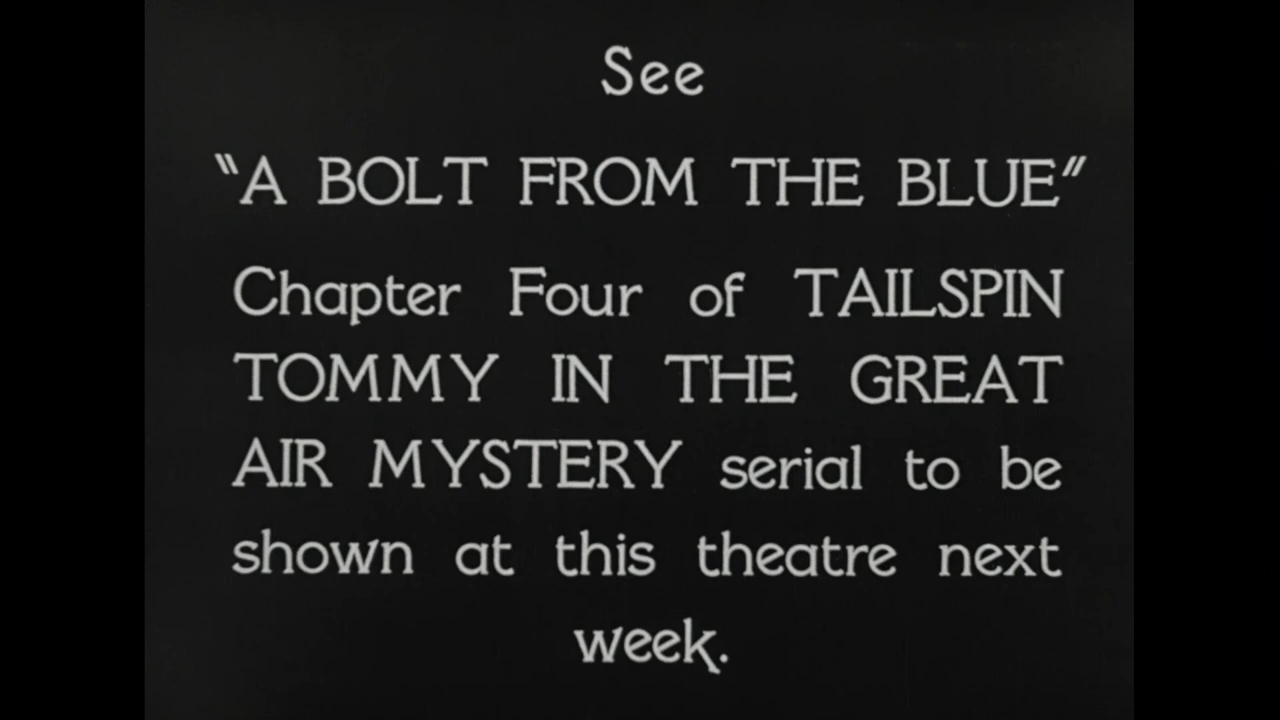 See
"A BOLT FROM THE BLUE"
Chapter Four of TAILSPIN
TOMMY IN THE GREAT
AIR MYSTERY serial to be
shown at this theatre next
week.